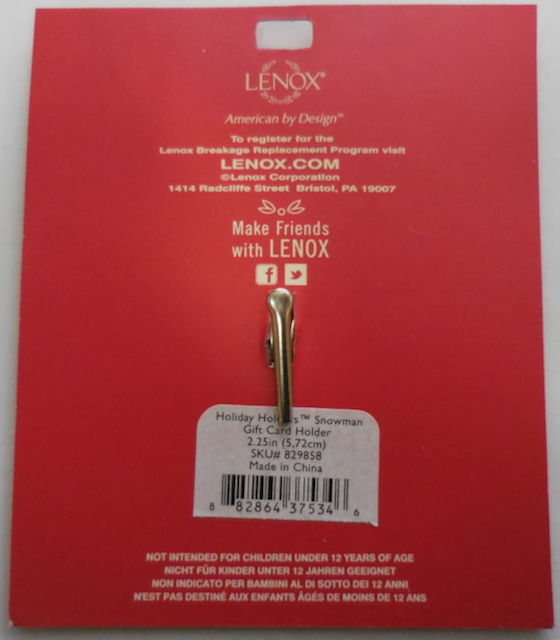 LENOX®
American by Design™
To register for the
Lenox Breakage Replacement Program visit
LENOX.COM
©Lenox Corporation
1414 Radcliffe Street Bristol, PA 19007
Make Friends
with LENOX
f
Holiday ™ Snowman
Gift Card Holder
2.25in (5,72cm)
SKU# 829858
Made in China
8 82864 37534 6
NOT INTENDED FOR CHILDREN UNDER 12 YEARS OF AGE
NICHT FÜR KINDER UNTER 12 JAHREN GEEIGNET
NON INDICATO PER BAMBINI AL DI SOTTO DEI 12 ANNI
N'EST PAS DESTINÉ AUX ENFANTS ÂGÉS DE MOINS DE 12 ANS